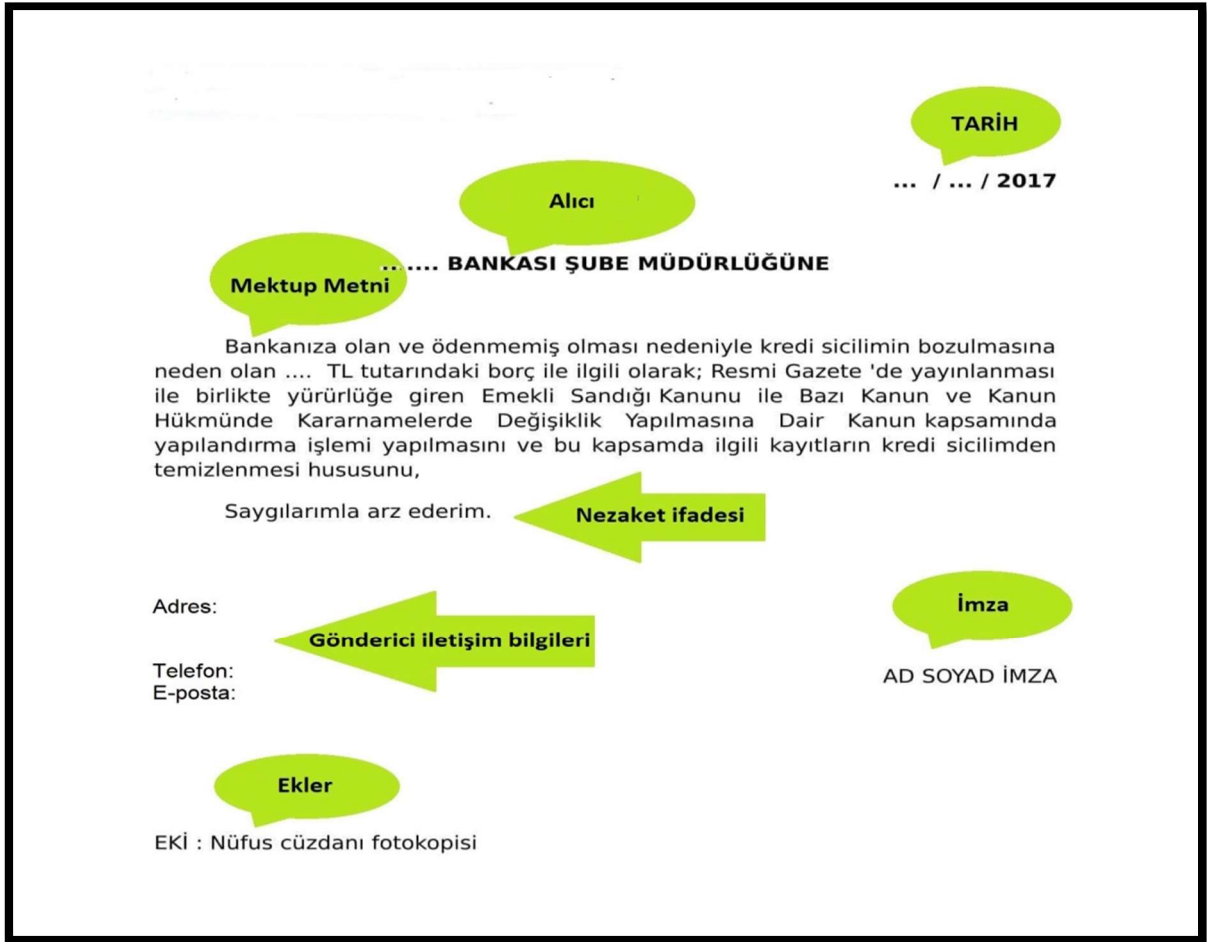 TARİH
... / ... / 2017
Alıcı
....... BANKASI ŞUBE MÜDÜRLÜĞÜNE
Mektup Metni
Bankanıza olan ve ödenmemiş olması nedeniyle kredi sicilimin bozulmasına
neden olan .... TL tutarındaki borç ile ilgili olarak; Resmi Gazete 'de yayınlanması
ile birlikte yürürlüğe giren Emekli Sandığı Kanunu ile Bazı Kanun ve Kanun
Hükmünde Kararnamelerde Değişiklik Yapılmasına Dair Kanun kapsamında
yapılandırma işlemi yapılmasını ve bu kapsamda ilgili kayıtların kredi sicilimden
temizlenmesi hususunu,
Saygılarımla arz ederim.
Nezaket ifadesi
Adres:
Gönderici iletişim bilgileri
Telefon:
E-posta:
İmza
AD SOYAD İMZA
Ekler
EKİ : Nüfus cüzdanı fotokopisi